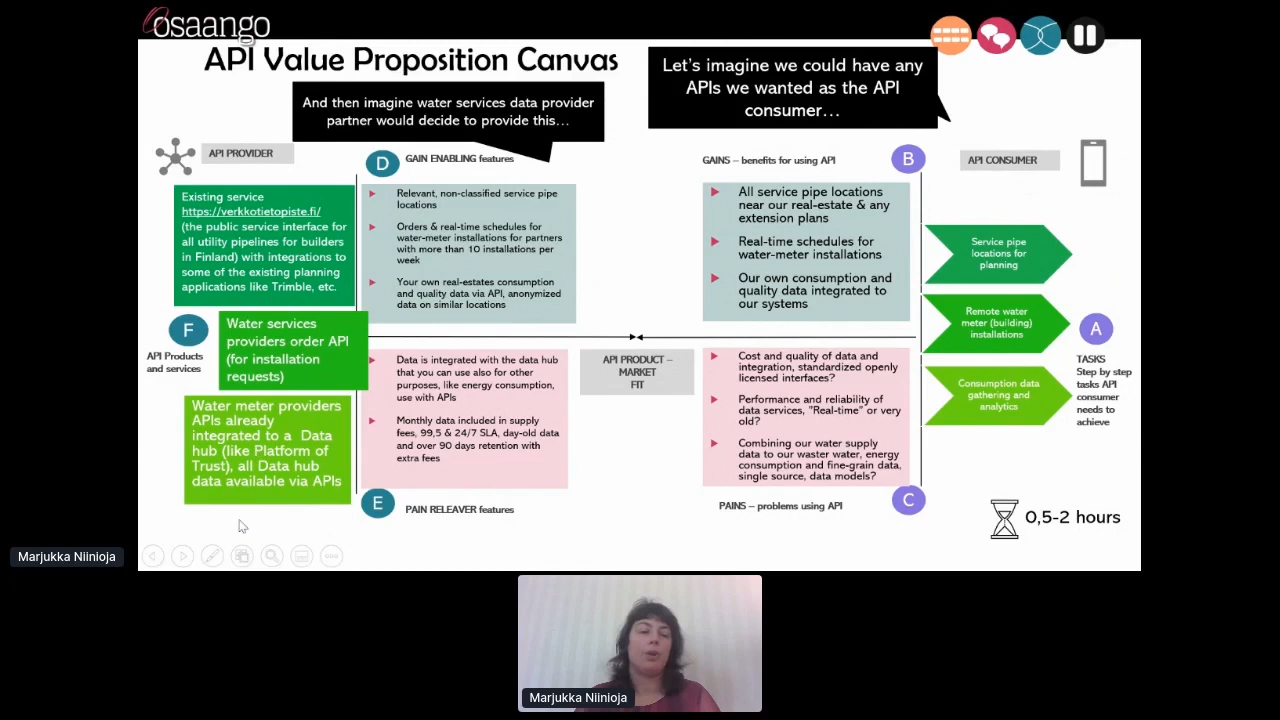 osaango
API Value Proposition Canvas
And then imagine water services data provider
partner would decide to provide this...
Let's imagine we could have any
APIs we wanted as the API
consumer...
API PROVIDER
D
GAIN ENABLING features
GAINS – benefits for using API
B
API CONSUMER
Existing service
https://verkkotietopiste.fi/
(the public service interface for
all utility pipelines for builders
in Finland) with integrations to
some of the existing planning
applications like Trimble, etc.
Relevant, non-classified service pipe
locations
Orders & real-time schedules for
water-meter installations for partners
with more than 10 installations per
week
Your own real-estates consumption
and quality data via API, anonymized
data on similar locations
All service pipe locations
near our real-estate & any
extension plans
Real-time schedules for
water-meter installations
Our own consumption and
quality data integrated to
our systems
Service pipe
locations for
planning
Remote water
meter (building)
installations
Consumption data
gathering and
analytics
A
TASKS
Step by step
tasks API
consumer
needs to
achieve
F
API Products
and services
Water services
providers order API
(for installation
requests)
Water meter providers
APIs already
integrated to a Data
hub (like Platform of
Trust), all Data hub
data available via APIs
Data is integrated with the data hub
that you can use also for other
purposes, like energy consumption,
use with APIs
Monthly data included in supply
fees, 99,5 & 24/7 SLA, day-old data
and over 90 days retention with
extra fees
API PRODUCT –
MARKET
FIT
Cost and quality of data and
integration, standardized openly
licensed interfaces?
Performance and reliability of
data services, "Real-time" or very
old?
Combining our water supply
data to our waster water, energy
consumption and fine-grain data,
single source, data models?
E
PAIN RELEAVER features
PAINS – problems using API
C
0,5-2 hours
Marjukka Niinioja
Marjukka Niinioja